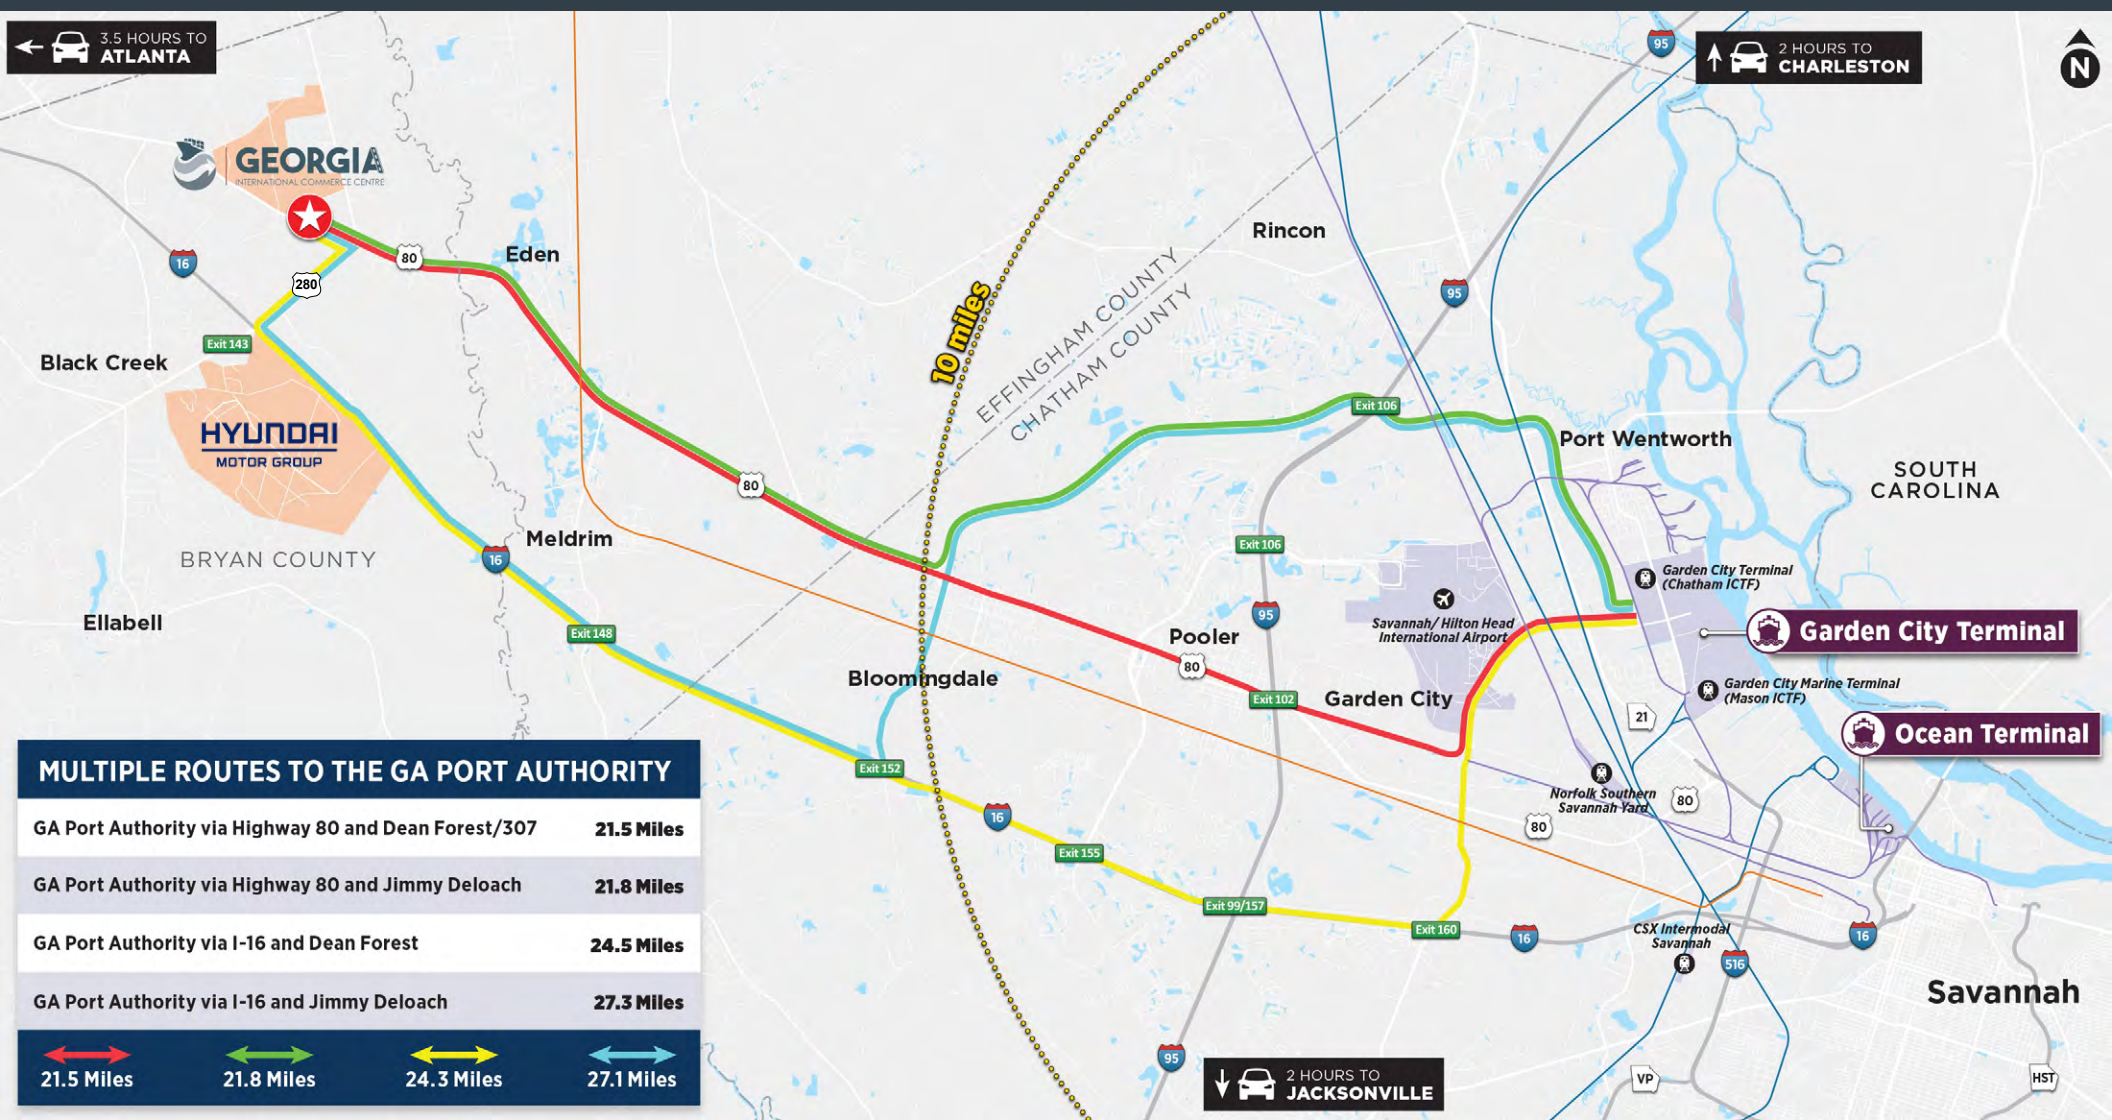 3.5 HOURS TO
ATLANTA
2 HOURS TO
CHARLESTON
N
95
GEORGIA
INTERNATIONAL COMMERCE CENTRE
16
80
Eden
280
Rincon
95
Exit 143
Black Creek
10 miles
EFFINGHAM COUNTY
CHATHAM COUNTY
HYUNDAI
MOTOR GROUP
Exit 106
Port Wentworth
SOUTH
CAROLINA
80
Meldrim
16
BRYAN COUNTY
Exit 106
Garden City Terminal
(Chatham ICTF)
Ellabell
Exit 148
95
Savannah/ Hilton Head
International Airport
Garden City Terminal
Pooler
80
Bloomingdale
Exit 102
Garden City
Garden City Marine Terminal
(Mason ICTF)
21
Ocean Terminal
Exit 152
Norfolk Southern
Savannah Yard
80
80
16
Exit 155
Exit 99/157
Exit 160
16
CSX Intermodal
Savannah
516
16
Savannah
95
2 HOURS TO
JACKSONVILLE
VP
HST
MULTIPLE ROUTES TO THE GA PORT AUTHORITY
GA Port Authority via Highway 80 and Dean Forest/307 21.5 Miles
GA Port Authority via Highway 80 and Jimmy Deloach 21.8 Miles
GA Port Authority via I-16 and Dean Forest 24.5 Miles
GA Port Authority via I-16 and Jimmy Deloach 27.3 Miles
21.5 Miles 21.8 Miles 24.3 Miles 27.1 Miles